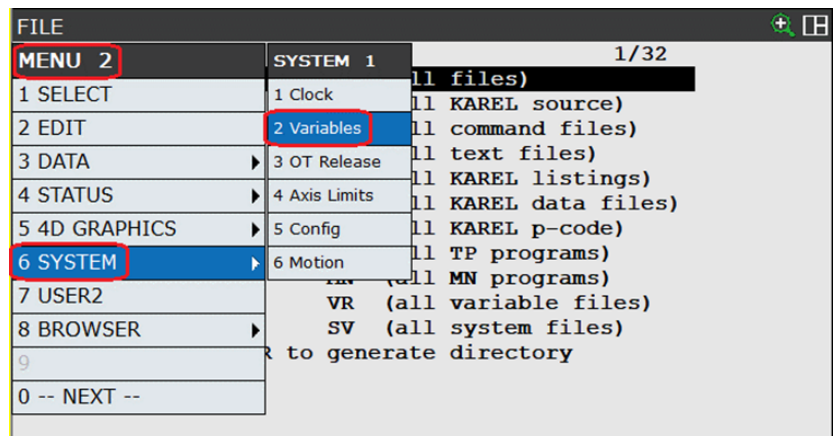 FILE
MENU 2
1 SELECT
2 EDIT
3 DATA
4 STATUS
5 4D GRAPHICS
6 SYSTEM
7 USER2
8 BROWSER
9
0 -- NEXT --
SYSTEM 1
1 Clock
2 Variables
3 OT Release
4 Axis Limits
5 Config
6 Motion
1/32
ll files)
ll KAREL source)
ll command files)
ll text files)
ll KAREL listings)
ll KAREL data files)
ll KAREL p-code)
ll TP programs)
MN (all MN programs)
VR (all variable files)
SV (all system files)
R to generate directory